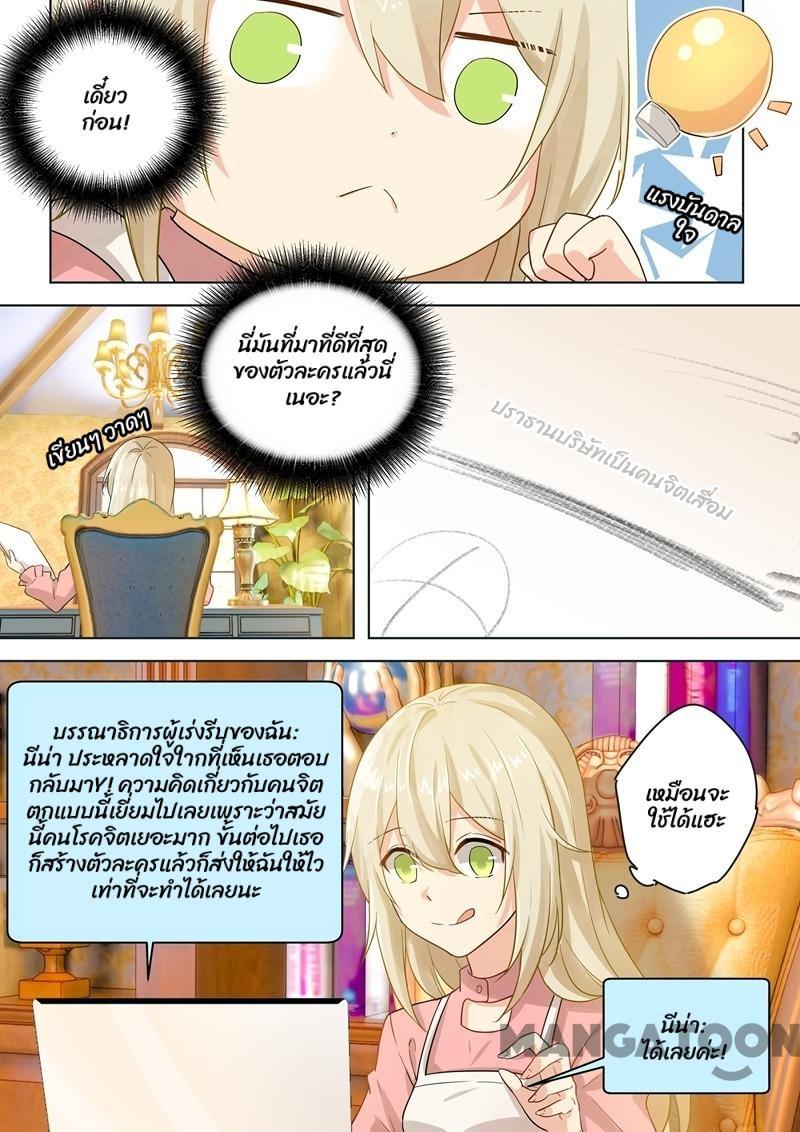 เดี๋ยว
ก่อน!
แรงบันดาล
ใจ
นี่มันที่มาที่ดีที่สุด
ของตัวละครแล้วนี่
เนอะ?
เขียนๆ วาดๆ
ปราธานบริษัทเป็นคนจิตเสื่อม
บรรณาธิการผู้เร่งรีบของฉัน:
นีน่า ประหลาดใจใากที่เห็นเธอตอบ
กลับมาY! ความคิดเกี่ยวกับคนจิต
ตกแบบนี้เยี่ยมไปเลยเพราะว่าสมัย
นี้คนโรคจิตเยอะมาก ขั้นต่อไปเธอ
ก็สร้างตัวละครแล้วก็ส่งให้ฉันให้ไว
เท่าที่จะทำได้เลยนะ
เหมือนจะ
ใช้ได้แฮะ
นีน่า:
ได้เลยค่ะ!
MANGATOON